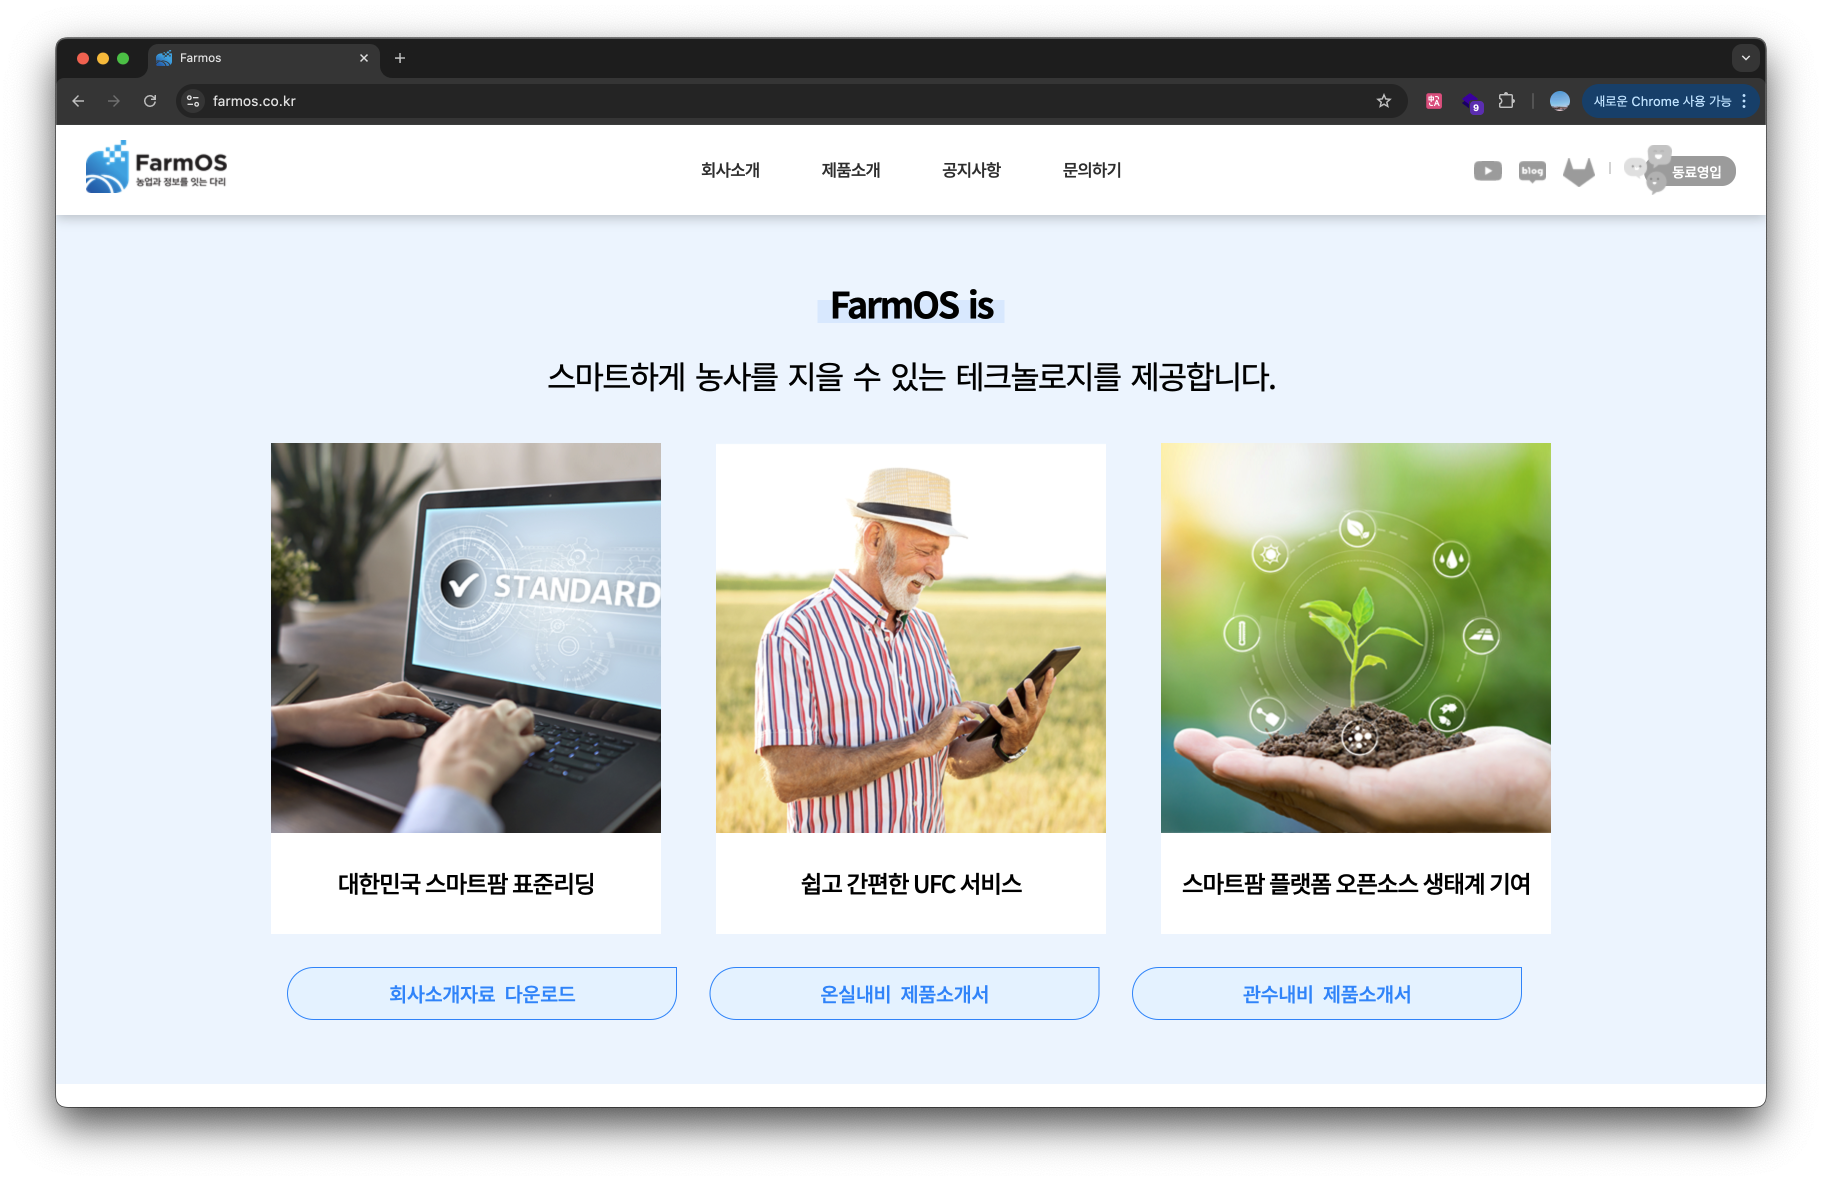 Farmos
farmos.co.kr
9
새로운 Chrome 사용 가능
FarmOS
농업과 정보를 잇는 다리
회사소개
제품소개
공지사항
문의하기
blog
동료영입
FarmOS is
스마트하게 농사를 지을 수 있는 테크놀로지를 제공합니다.
STANDARD
대한민국 스마트팜 표준리딩
쉽고 간편한 UFC 서비스
스마트팜 플랫폼 오픈소스 생태계 기여
회사소개자료 다운로드
온실내비 제품소개서
관수내비 제품소개서